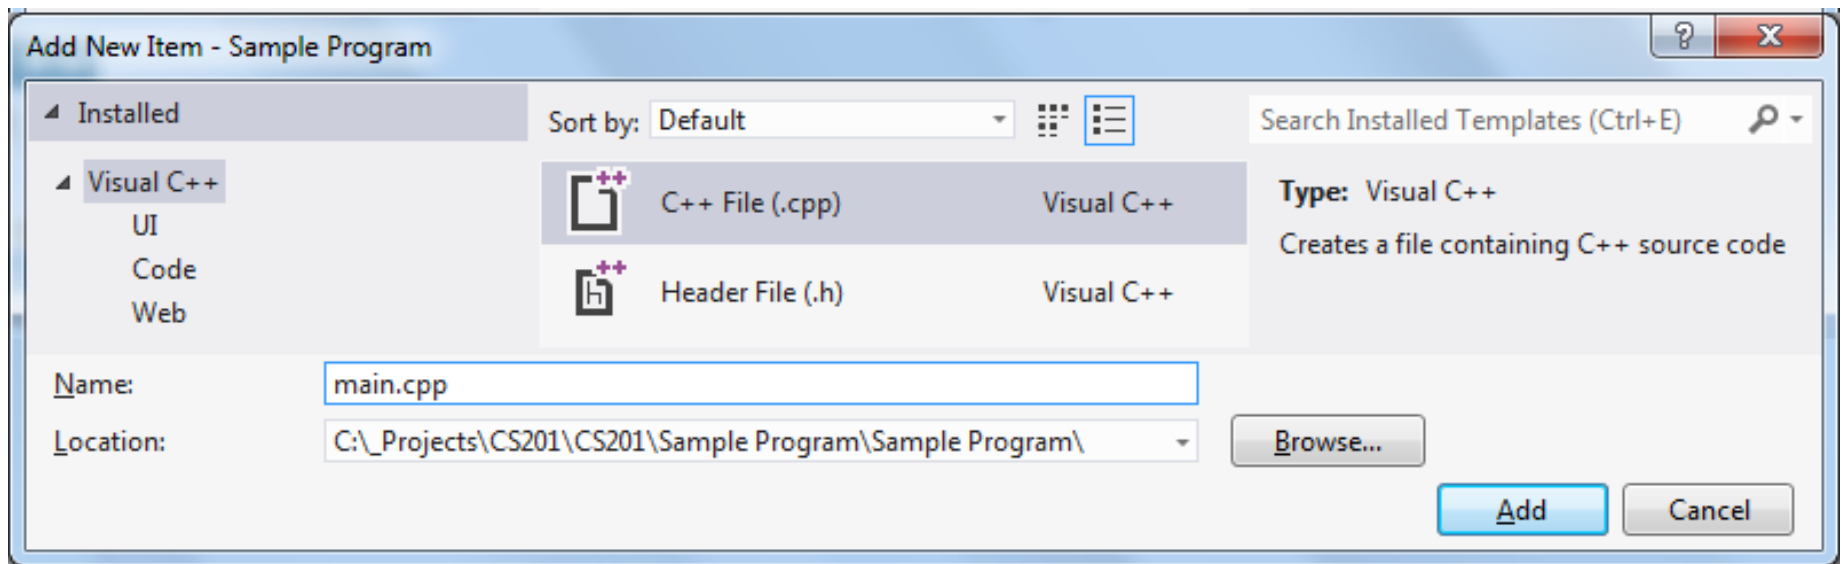 Add New Item - Sample Program
?
Installed
Sort by: Default
Search Installed Templates (Ctrl+E)
Visual C++
UI
Code
Web
++
C++ File (.cpp)
Visual C++
++
h
Header File (.h)
Visual C++
Type: Visual C++
Creates a file containing C++ source code
Name:
main.cpp
Location:
C:\_Projects\CS201\CS201\Sample Program\Sample Program\
Browse...
Add
Cancel